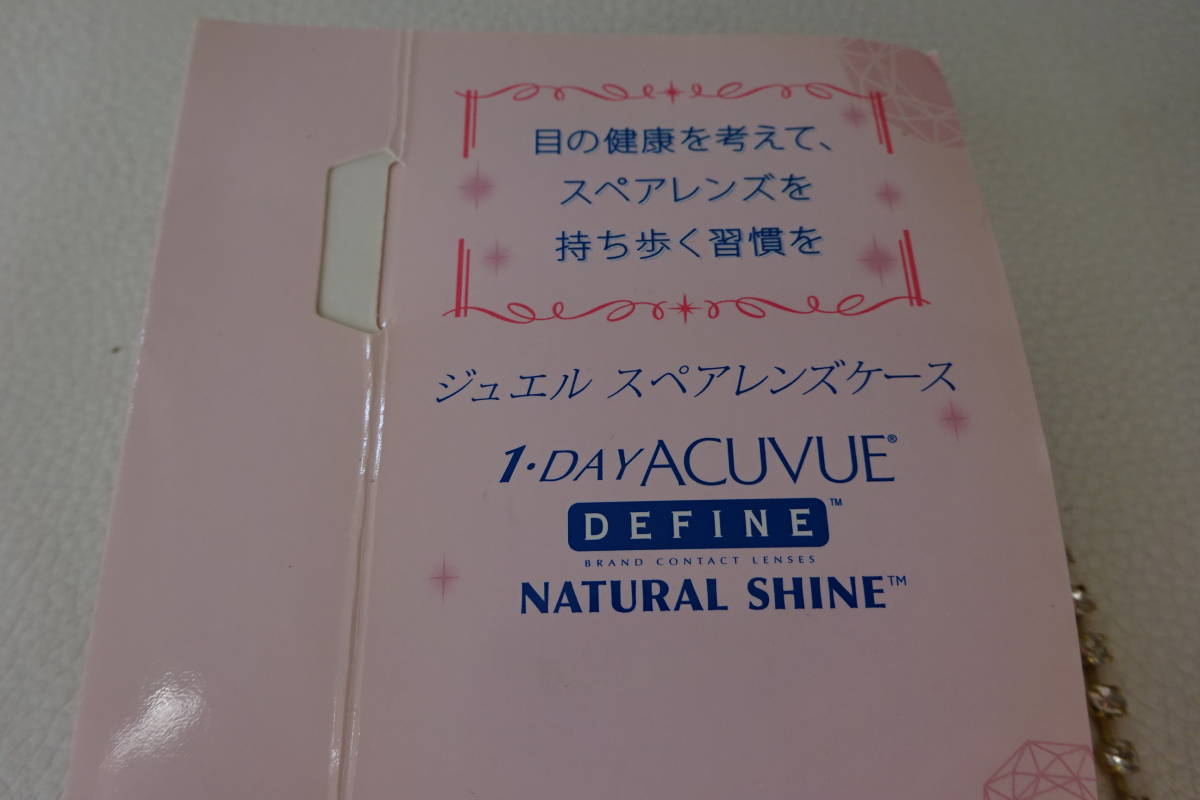 目の健康を考えて、
スペアレンズを
持ち歩く習慣を
ジュエル スペアレンズケース
1・DAY ACUVUE®
DEFINE™
BRAND CONTACT LENSES
NATURAL SHINE™